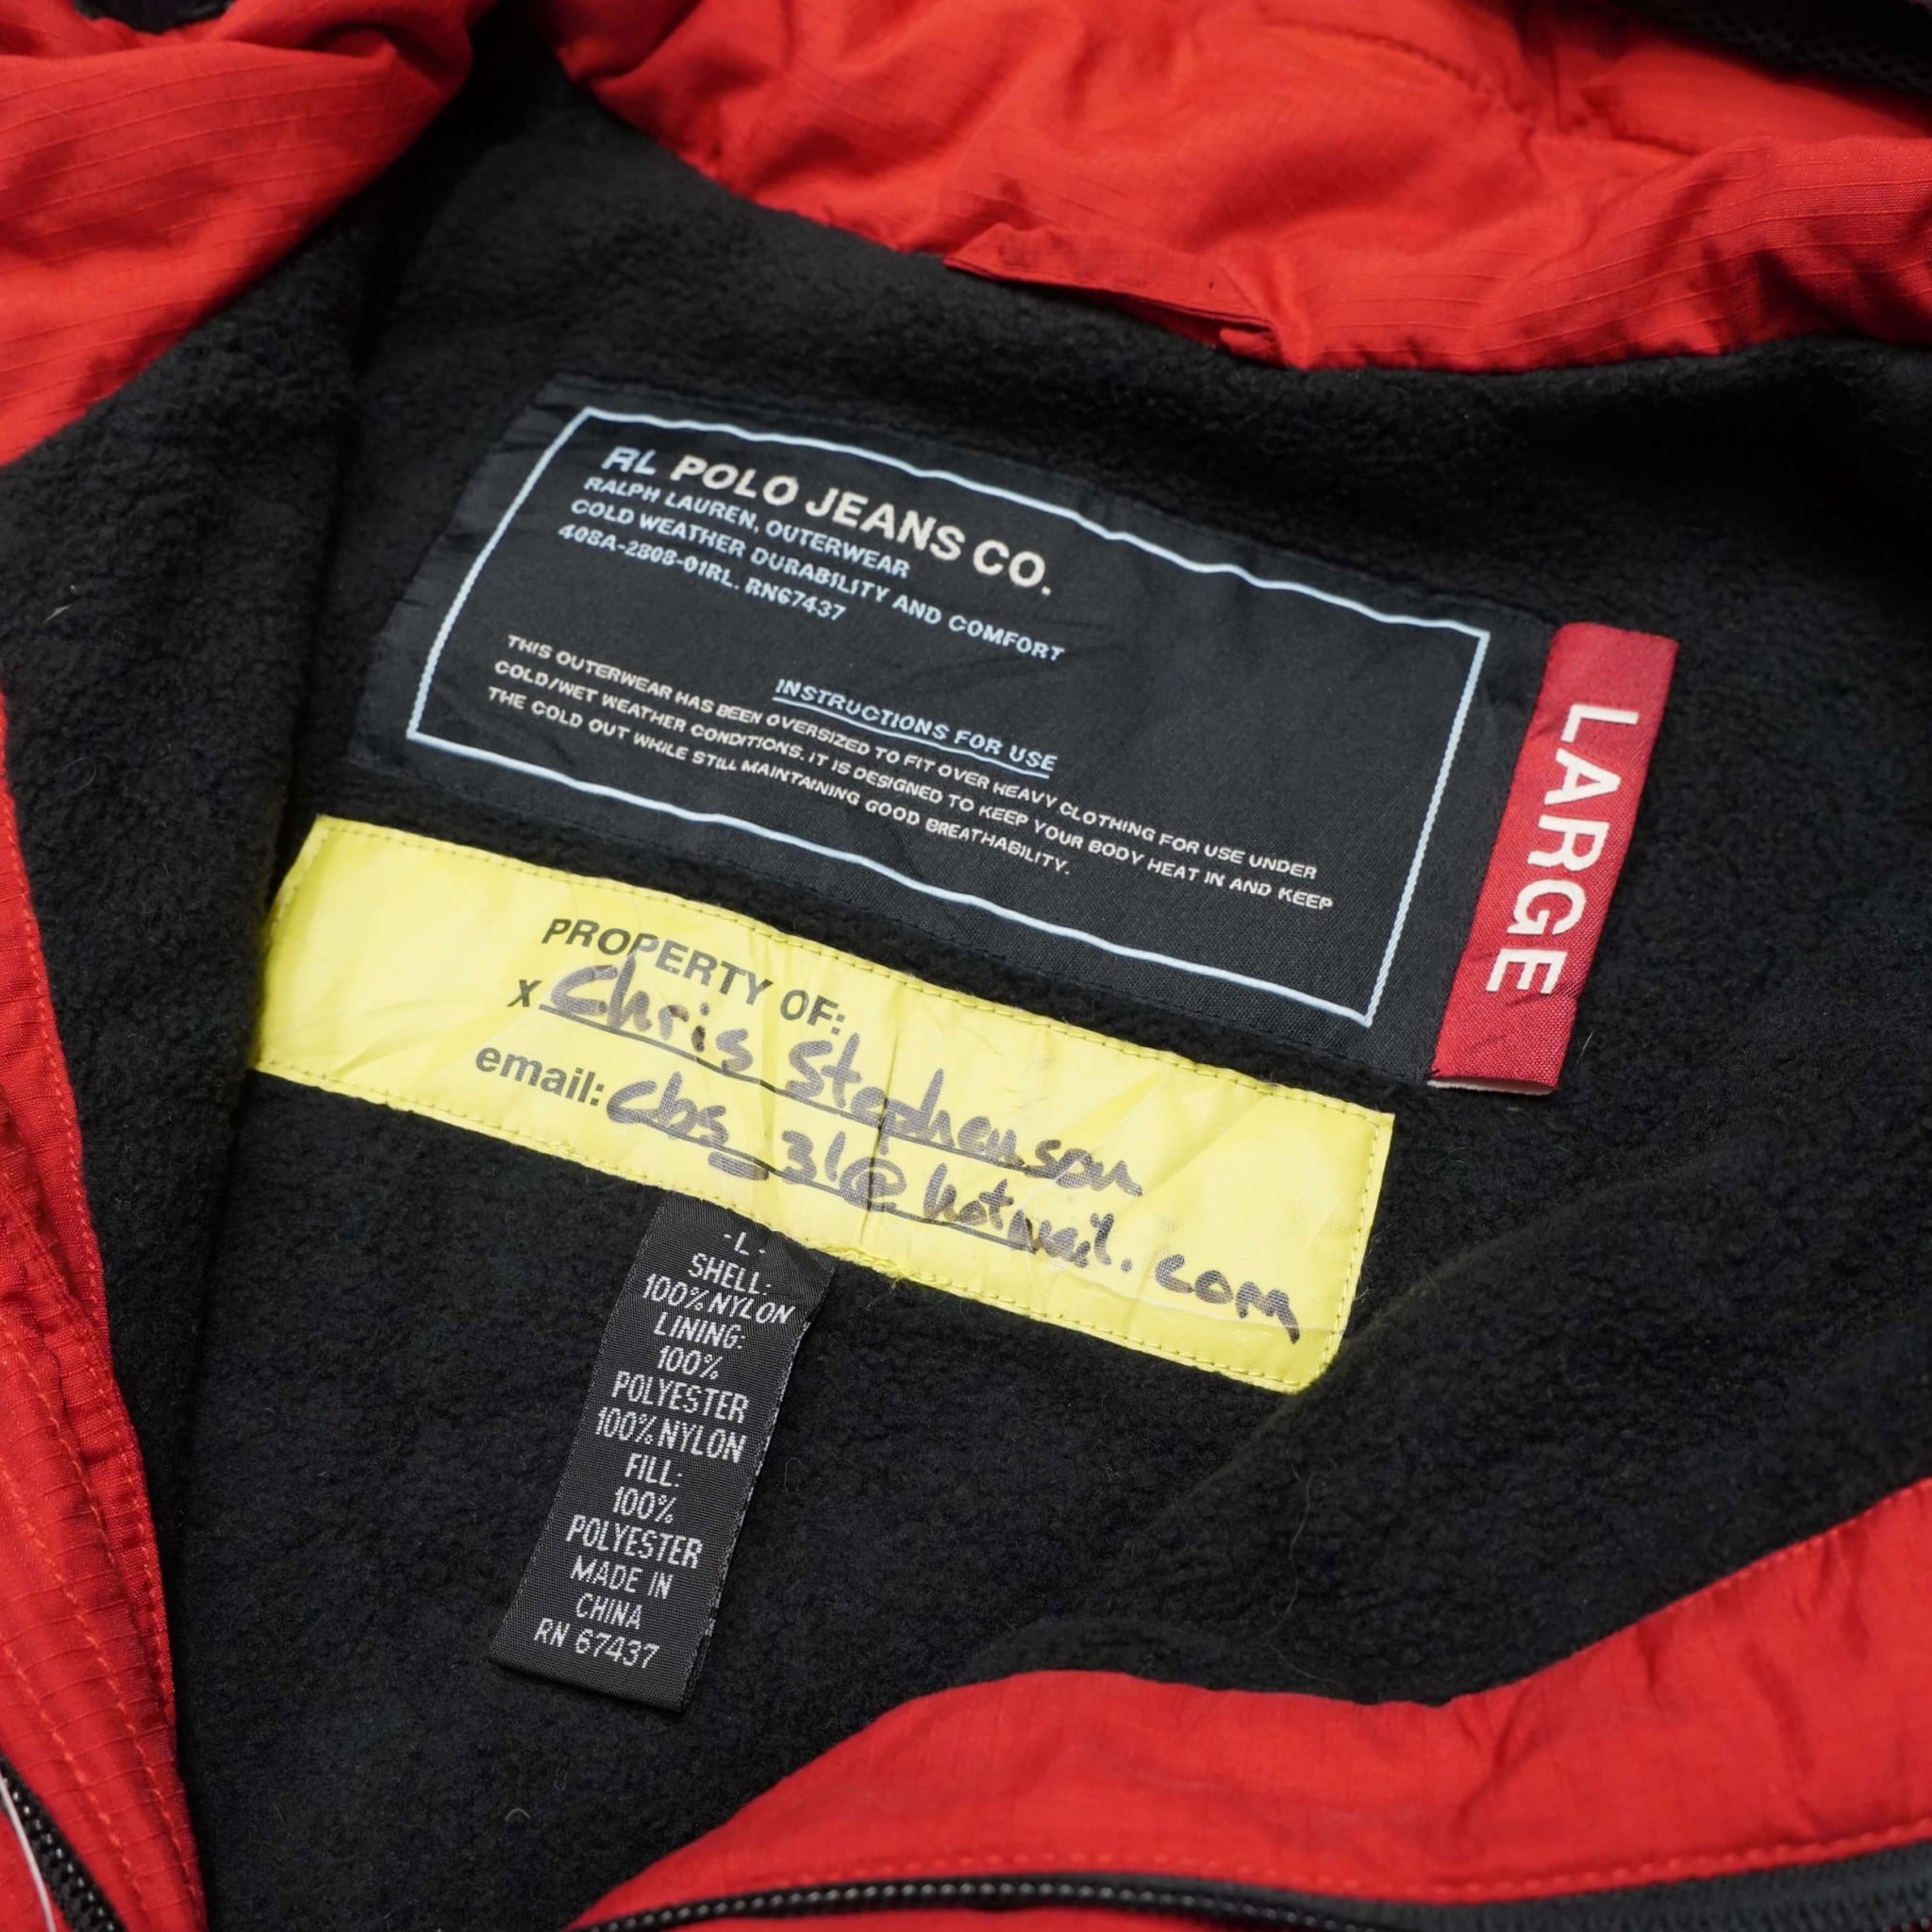 RL POLO JEANS CO.
RALPH LAUREN, OUTERWEAR
COLD WEATHER DURABILITY AND COMFORT
408A-2808-01RL. RN67437
INSTRUCTIONS FOR USE
THIS OUTERWEAR HAS BEEN OVERSIZED TO FIT OVER HEAVY CLOTHING FOR USE UNDER
COLD/WET WEATHER CONDITIONS. IT IS DESIGNED TO KEEP YOUR BODY HEAT IN AND KEEP
THE COLD OUT WHILE STILL MAINTAINING GOOD BREATHABILITY.
LARGE
PROPERTY OF:
X Chris Stephenson
email: cbs_31@hotmail.com
-L-
SHELL:
100% NYLON
LINING:
100%
POLYESTER
100% NYLON
FILL:
100%
POLYESTER
MADE IN
CHINA
RN 67437